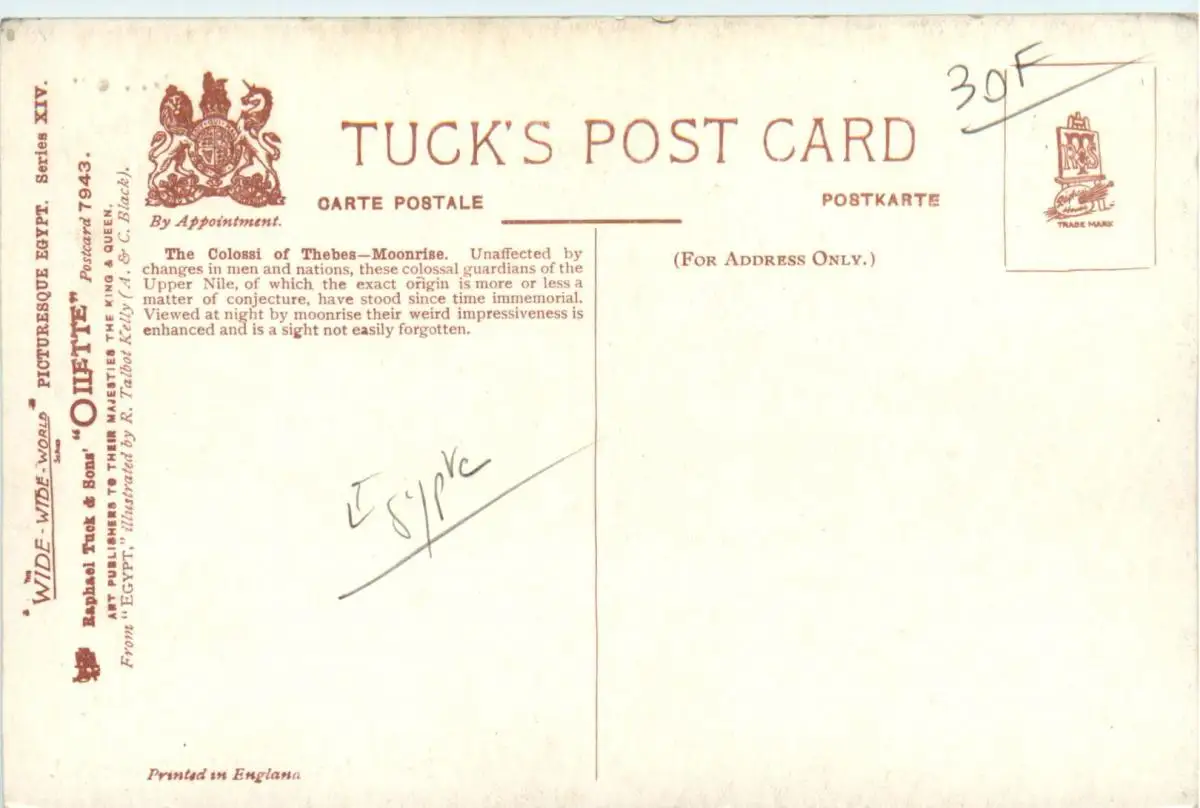 30F
TUCK'S POST CARD
CARTE POSTALE
POSTKARTE
By Appointment.
TRADE MARK
(FOR ADDRESS ONLY.)
The Colossi of Thebes—Moonrise. Unaffected by
changes in men and nations, these colossal guardians of the
Upper Nile, of which the exact origin is more or less a
matter of conjecture, have stood since time immemorial.
Viewed at night by moonrise their weird impressiveness is
enhanced and is a sight not easily forgotten.
"WIDE-WIDE-WORLD" PICTURESQUE EGYPT. Series XIV.
Raphael Tuck & Sons' "OILETTE" Postcard 7943.
ART PUBLISHERS TO THEIR MAJESTIES THE KING & QUEEN.
From "EGYPT," illustrated by R. Talbot Kelly (A. & C. Black).
Printed in England